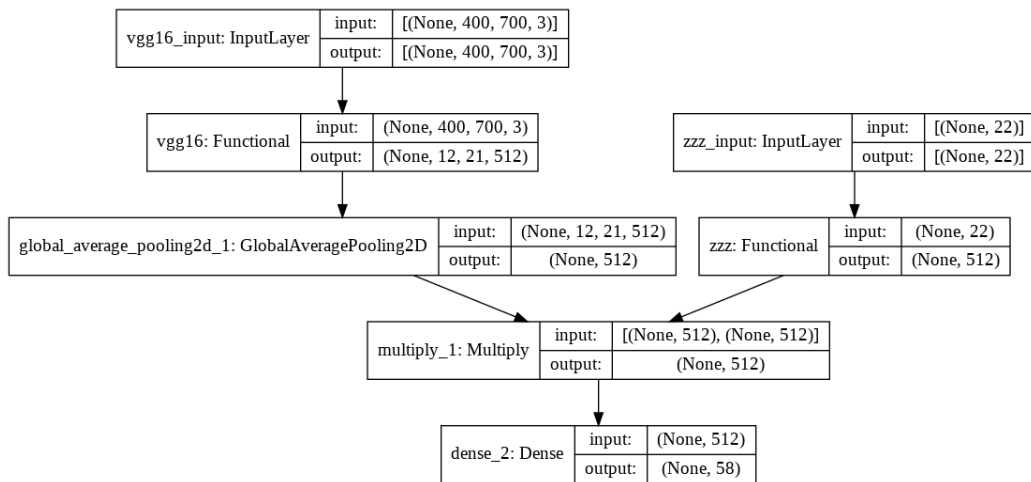 vgg16_input: InputLayer
input: [(None, 400, 700, 3)]
output: [(None, 400, 700, 3)]
vgg16: Functional
input: (None, 400, 700, 3)
output: (None, 12, 21, 512)
zzz_input: InputLayer
input: [(None, 22)]
output: [(None, 22)]
global_average_pooling2d_1: GlobalAveragePooling2D
input: (None, 12, 21, 512)
output: (None, 512)
zzz: Functional
input: (None, 22)
output: (None, 512)
multiply_1: Multiply
input: [(None, 512), (None, 512)]
output: (None, 512)
dense_2: Dense
input: (None, 512)
output: (None, 58)